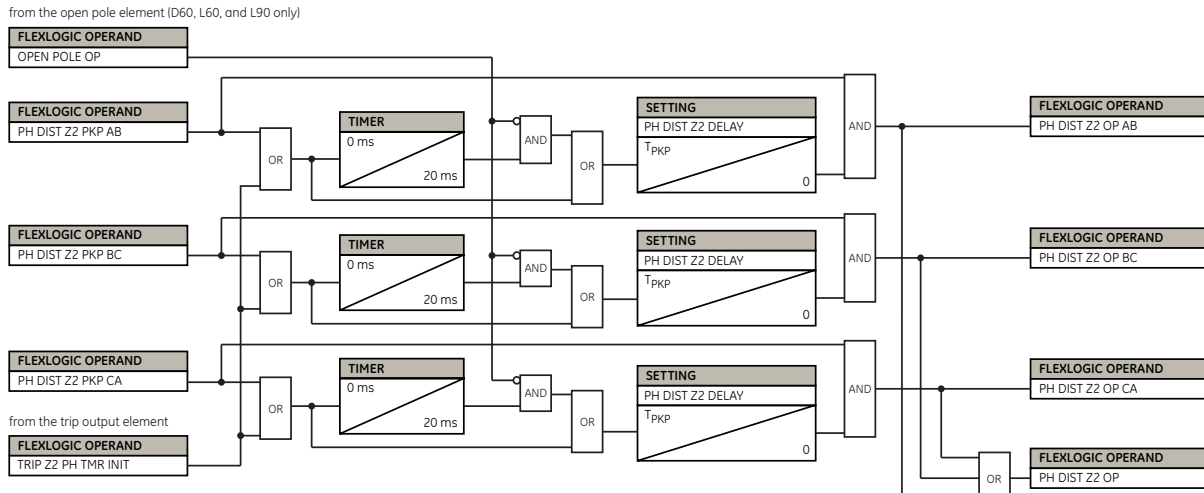 from the open pole element (D60, L60, and L90 only)
FLEXLOGIC OPERAND
OPEN POLE OP
FLEXLOGIC OPERAND
PH DIST Z2 PKP AB
OR
TIMER
0 ms
20 ms
AND
OR
SETTING
PH DIST Z2 DELAY
TPKP
0
AND
FLEXLOGIC OPERAND
PH DIST Z2 OP AB
FLEXLOGIC OPERAND
PH DIST Z2 PKP BC
OR
TIMER
0 ms
20 ms
AND
OR
SETTING
PH DIST Z2 DELAY
TPKP
0
AND
FLEXLOGIC OPERAND
PH DIST Z2 OP BC
FLEXLOGIC OPERAND
PH DIST Z2 PKP CA
OR
TIMER
0 ms
20 ms
AND
OR
SETTING
PH DIST Z2 DELAY
TPKP
0
AND
FLEXLOGIC OPERAND
PH DIST Z2 OP CA
from the trip output element
FLEXLOGIC OPERAND
TRIP Z2 PH TMR INIT
OR
FLEXLOGIC OPERAND
PH DIST Z2 OP